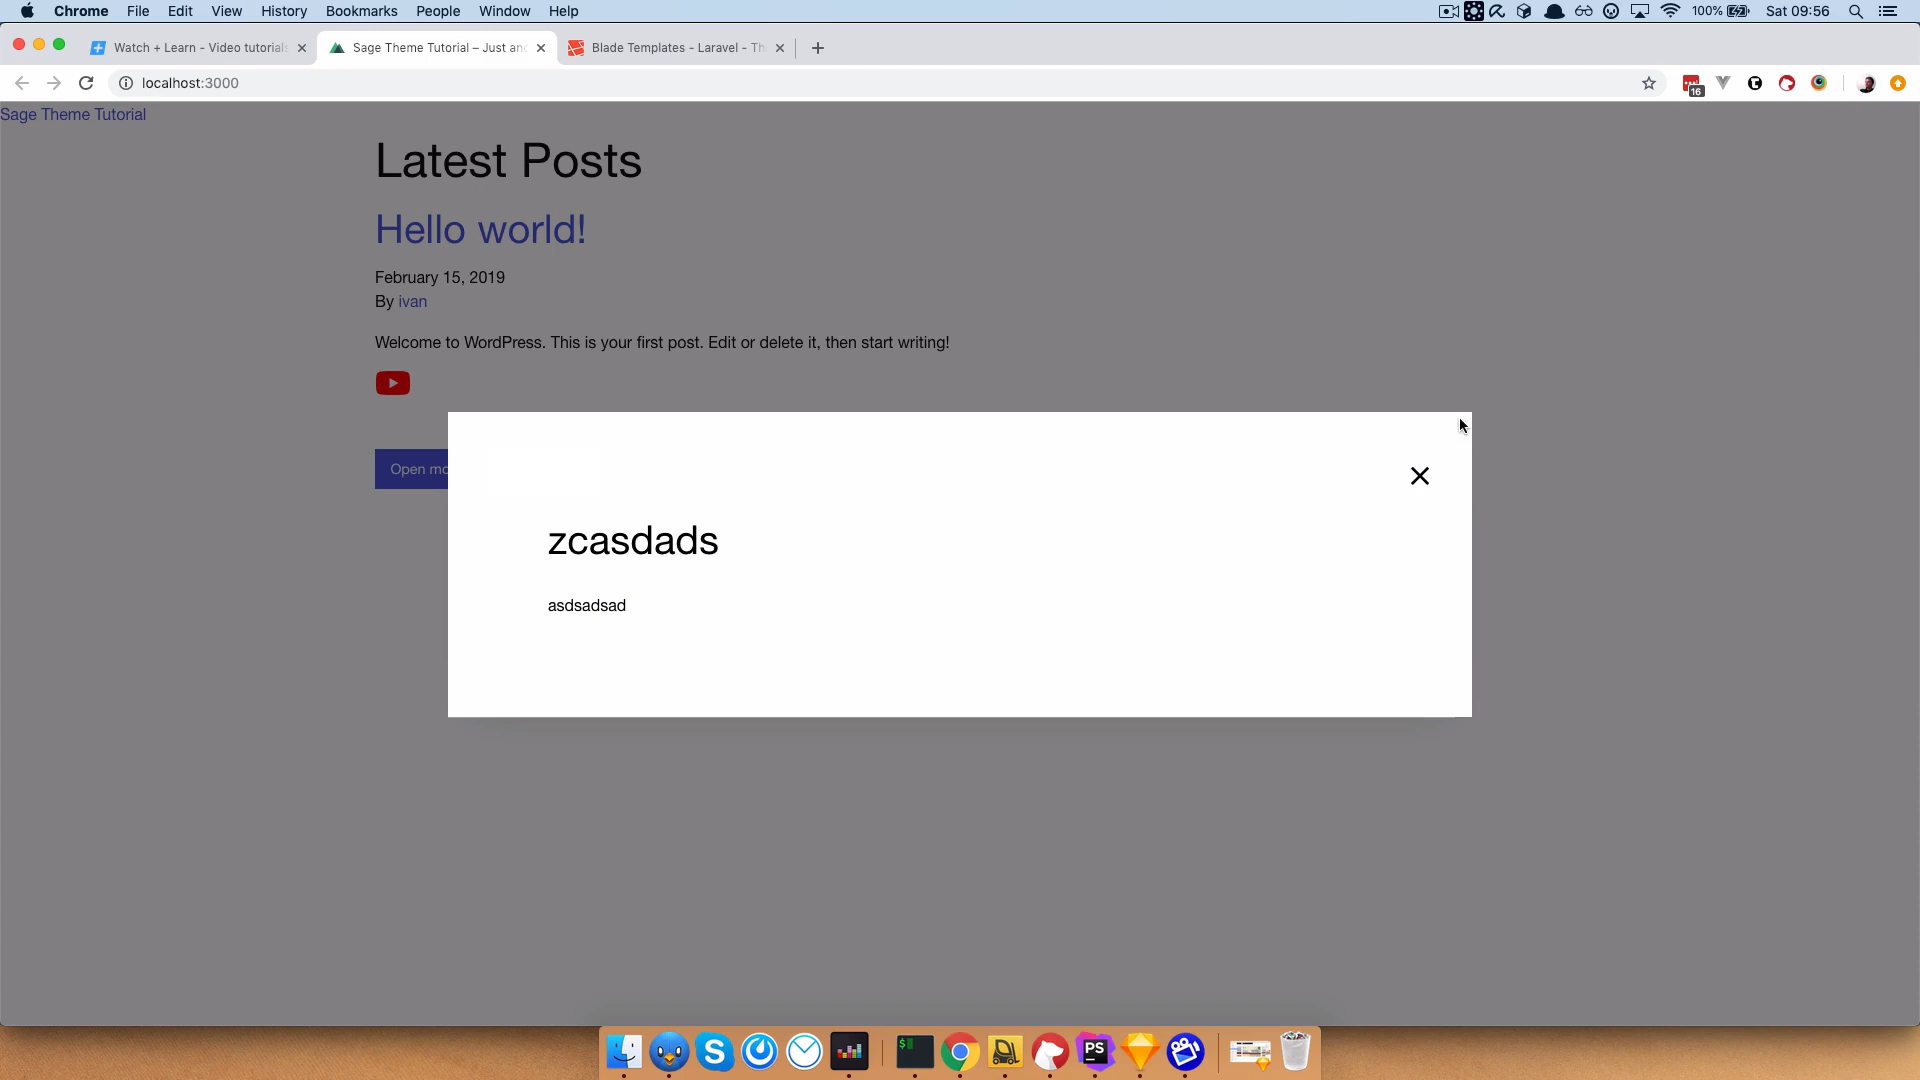 Chrome File Edit View History Bookmarks People Window Help 100% Sat 09:56
Watch + Learn - Video tutorials Sage Theme Tutorial – Just an Blade Templates - Laravel - Th
localhost:3000 16
Sage Theme Tutorial
Latest Posts
Hello world!
February 15, 2019
By ivan
Welcome to WordPress. This is your first post. Edit or delete it, then start writing!
Open mo
zcasdads
asdsadsad
$ PS